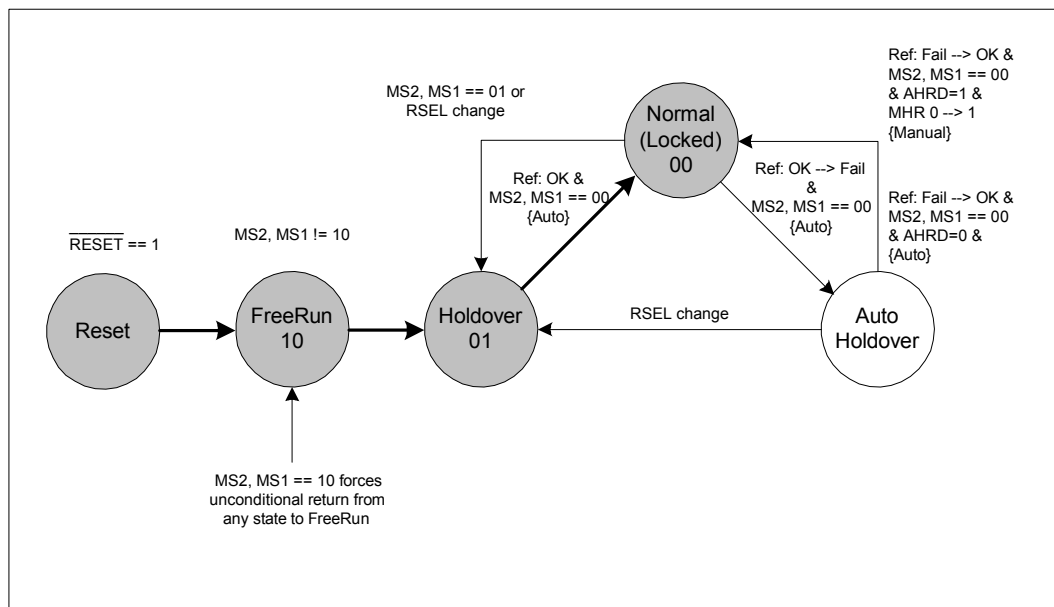 Ref: Fail --> OK &
MS2, MS1 == 00
& AHRD=1 &
MHR 0 --> 1
{Manual}
MS2, MS1 == 01 or
RSEL change
Normal
(Locked)
00
Ref: OK &
MS2, MS1 == 00
{Auto}
Ref: OK --> Fail
&
MS2, MS1 == 00
{Auto}
Ref: Fail --> OK &
MS2, MS1 == 00
& AHRD=0 &
{Auto}
RESET == 1
MS2, MS1 != 10
Reset
FreeRun
10
Holdover
01
RSEL change
Auto
Holdover
MS2, MS1 == 10 forces
unconditional return from
any state to FreeRun